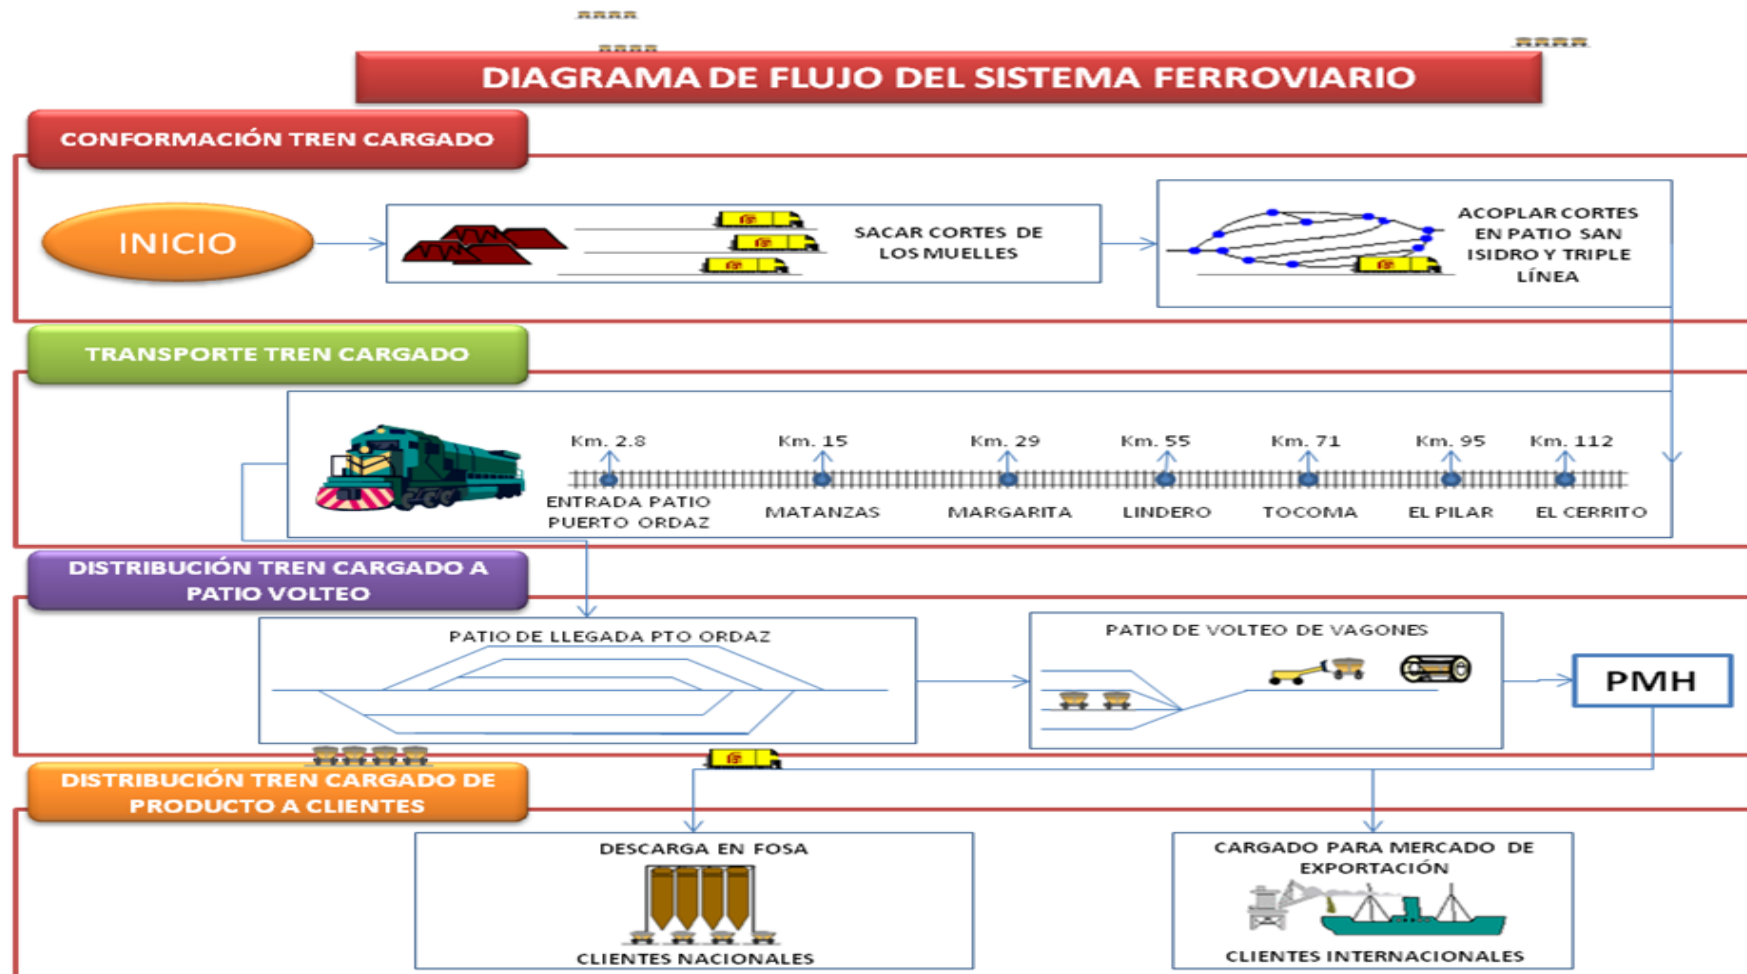 DIAGRAMA DE FLUJO DEL SISTEMA FERROVIARIO
CONFORMACIÓN TREN CARGADO
INICIO
SACAR CORTES DE
LOS MUELLES
ACOPLAR CORTES
EN PATIO SAN
ISIDRO Y TRIPLE
LÍNEA
TRANSPORTE TREN CARGADO
Km. 2.8
Km. 15
Km. 29
Km. 55
Km. 71
Km. 95
Km. 112
ENTRADA PATIO
PUERTO ORDAZ
MATANZAS
MARGARITA
LINDERO
TOCOMA
EL PILAR
EL CERRITO
DISTRIBUCIÓN TREN CARGADO A
PATIO VOLTEO
PATIO DE LLEGADA PTO ORDAZ
PATIO DE VOLTEO DE VAGONES
PMH
DISTRIBUCIÓN TREN CARGADO DE
PRODUCTO A CLIENTES
DESCARGA EN FOSA
CLIENTES NACIONALES
CARGADO PARA MERCADO DE
EXPORTACIÓN
CLIENTES INTERNACIONALES